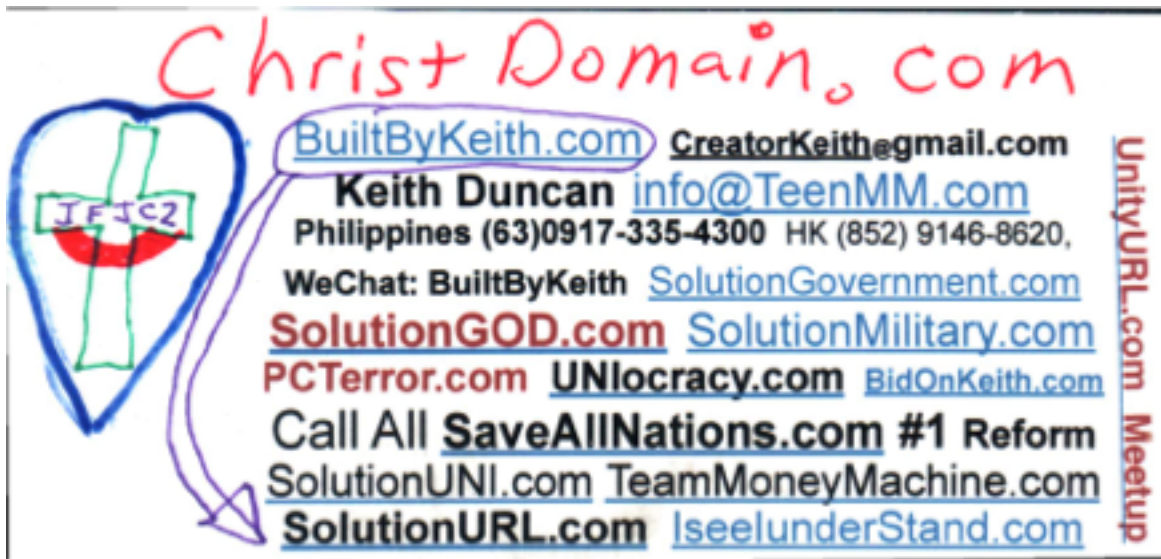 Christ Domain.com
BuiltByKeith.com CreatorKeith@gmail.com
Keith Duncan info@TeenMM.com
Philippines (63)0917-335-4300 HK (852) 9146-8620,
WeChat: BuiltByKeith SolutionGovernment.com
SolutionGOD.com SolutionMilitary.com
PCTerror.com UNIocracy.com BidOnKeith.com
Call All SaveAllNations.com #1 Reform
SolutionUNI.com TeamMoneyMachine.com
SolutionURL.com IseeIunderStand.com
UnityURL.com Meetup
IFJCZ